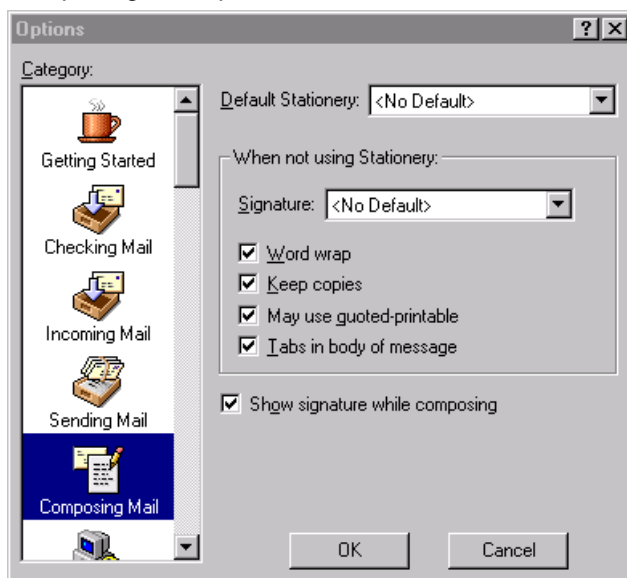 Options
Category:
Getting Started
Checking Mail
Incoming Mail
Sending Mail
Composing Mail
Default Stationery: <No Default>
When not using Stationery:
Signature: <No Default>
Word wrap
Keep copies
May use quoted-printable
Tabs in body of message
Show signature while composing
OK Cancel